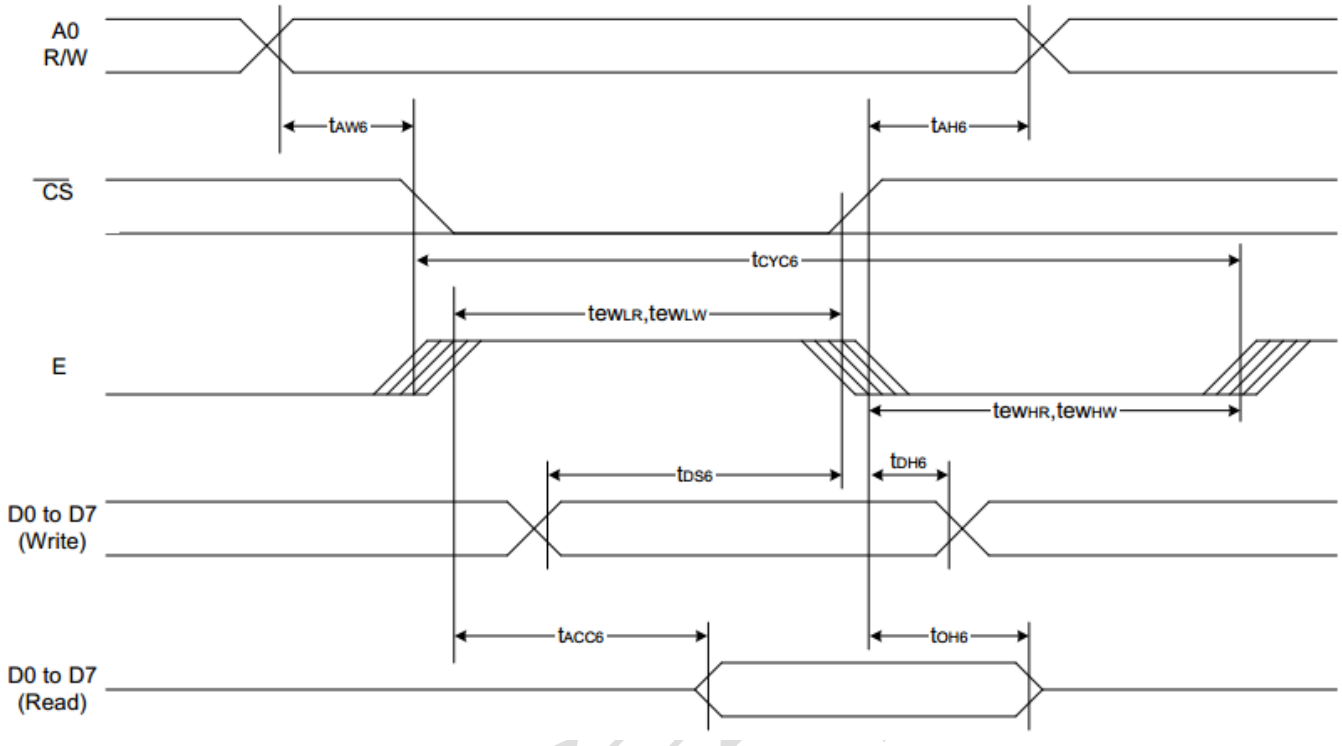 A0
R/W
tAW6
tAH6
CS
tCYC6
tewLR,tewLW
E
tewHR,tewHW
tDS6
tDH6
D0 to D7
(Write)
tACC6
tOH6
D0 to D7
(Read)